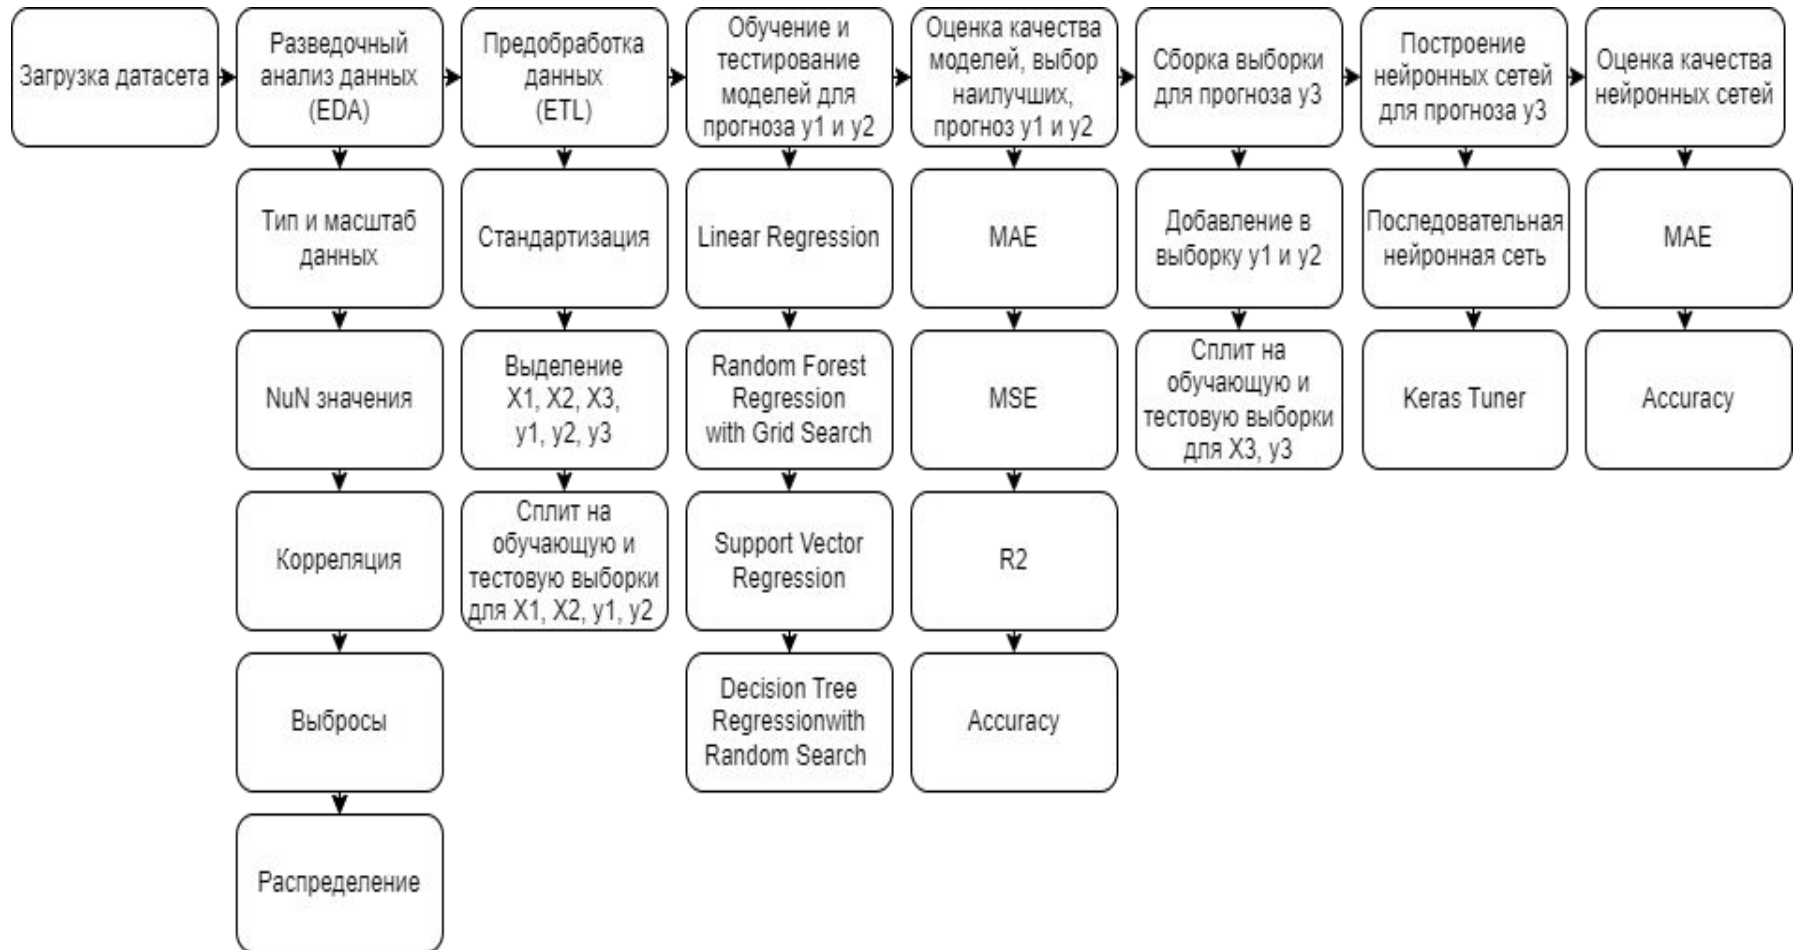 Загрузка датасета
Разведочный
анализ данных
(EDA)
Предобработка
данных
(ETL)
Обучение и
тестирование
моделей для
прогноза y1 и y2
Оценка качества
моделей, выбор
наилучших,
прогноз y1 и y2
Сборка выборки
для прогноза y3
Построение
нейронных сетей
для прогноза y3
Оценка качества
нейронных сетей
Тип и масштаб
данных
Стандартизация
Linear Regression
MAE
Добавление в
выборку y1 и y2
Последовательная
нейронная сеть
MAE
NuN значения
Выделение
X1, X2, X3,
y1, y2, y3
Random Forest
Regression
with Grid Search
MSE
Сплит на
обучающую и
тестовую выборки
для X3, y3
Keras Tuner
Accuracy
Корреляция
Сплит на
обучающую и
тестовую выборки
для X1, X2, y1, y2
Support Vector
Regression
R2
Выбросы
Decision Tree
Regressionwith
Random Search
Accuracy
Распределение